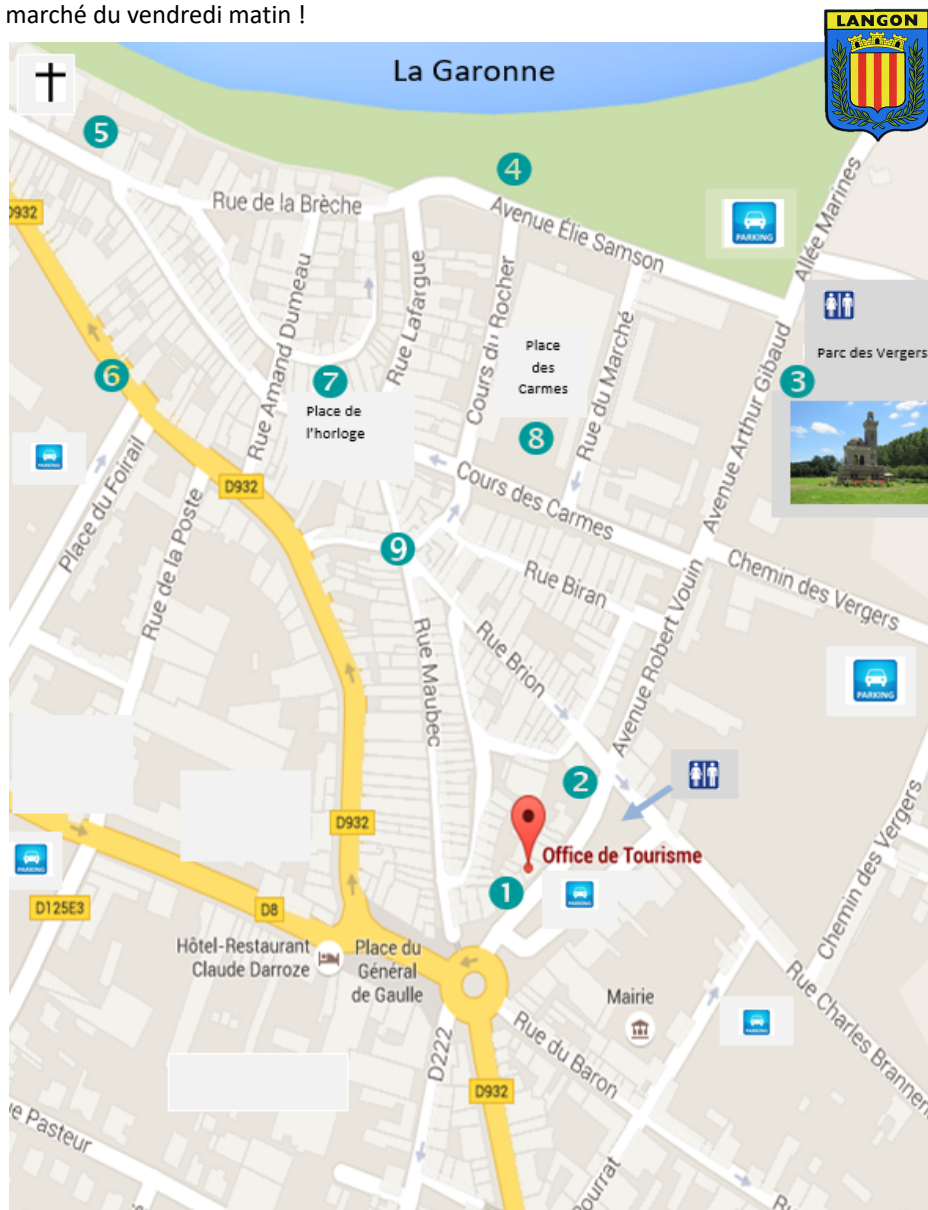 marché du vendredi matin !
LANGON
La Garonne
5
4
D932
Rue de la Brèche
Avenue Élie Samson
PARKING
Allée Marines
Rue Amand Dumeau
Rue Lafargue
Cours du Rocher
Place
des
Carmes
Rue du Marché
Avenue Arthur Gibaud
Parc des Vergers
3
6
7
Place de
l'horloge
8
PARKING
Place du Foirail
D932
Cours des Carmes
Rue de la Poste
9
Rue Biran
Chemin des Vergers
Rue Maubec
Rue Brion
Avenue Robert Vouin
PARKING
2
D932
Office de Tourisme
1
PARKING
PARKING
D125E3
D8
Chemin des Vergers
Hôtel-Restaurant
Claude Darroze
Place du
Général
de Gaulle
Mairie
PARKING
Rue Charles Brannens
D222
Rue du Baron
D932
Pasteur